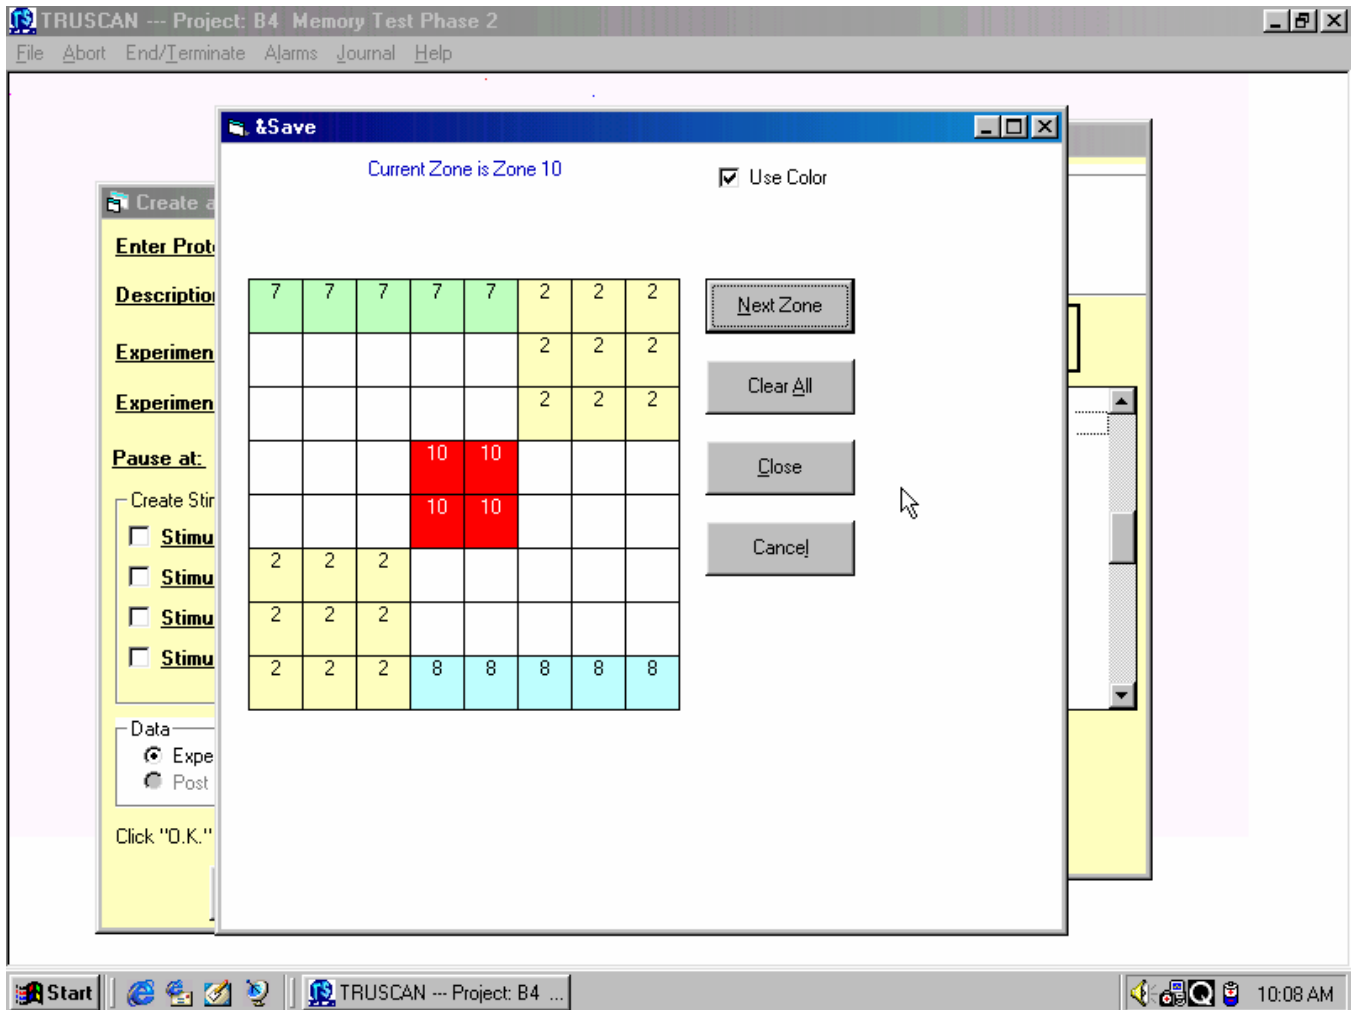 TRUSCAN --- Project: B4 Memory Test Phase 2
File Abort End/Terminate Alarms Journal Help
&Save
Current Zone is Zone 10
Use Color
Create a
Enter Prot
Description
Experimen
Experimen
Pause at:
Create Stir
Stimu
Stimu
Stimu
Stimu
Data
Expe
Post
Click "O.K."
7 7 7 7 7 2 2 2
2 2 2
2 2 2
10 10
10 10
2 2 2
2 2 2
2 2 2 8 8 8 8 8
Next Zone
Clear All
Close
Cancel
Start
TRUSCAN --- Project: B4 ...
10:08 AM